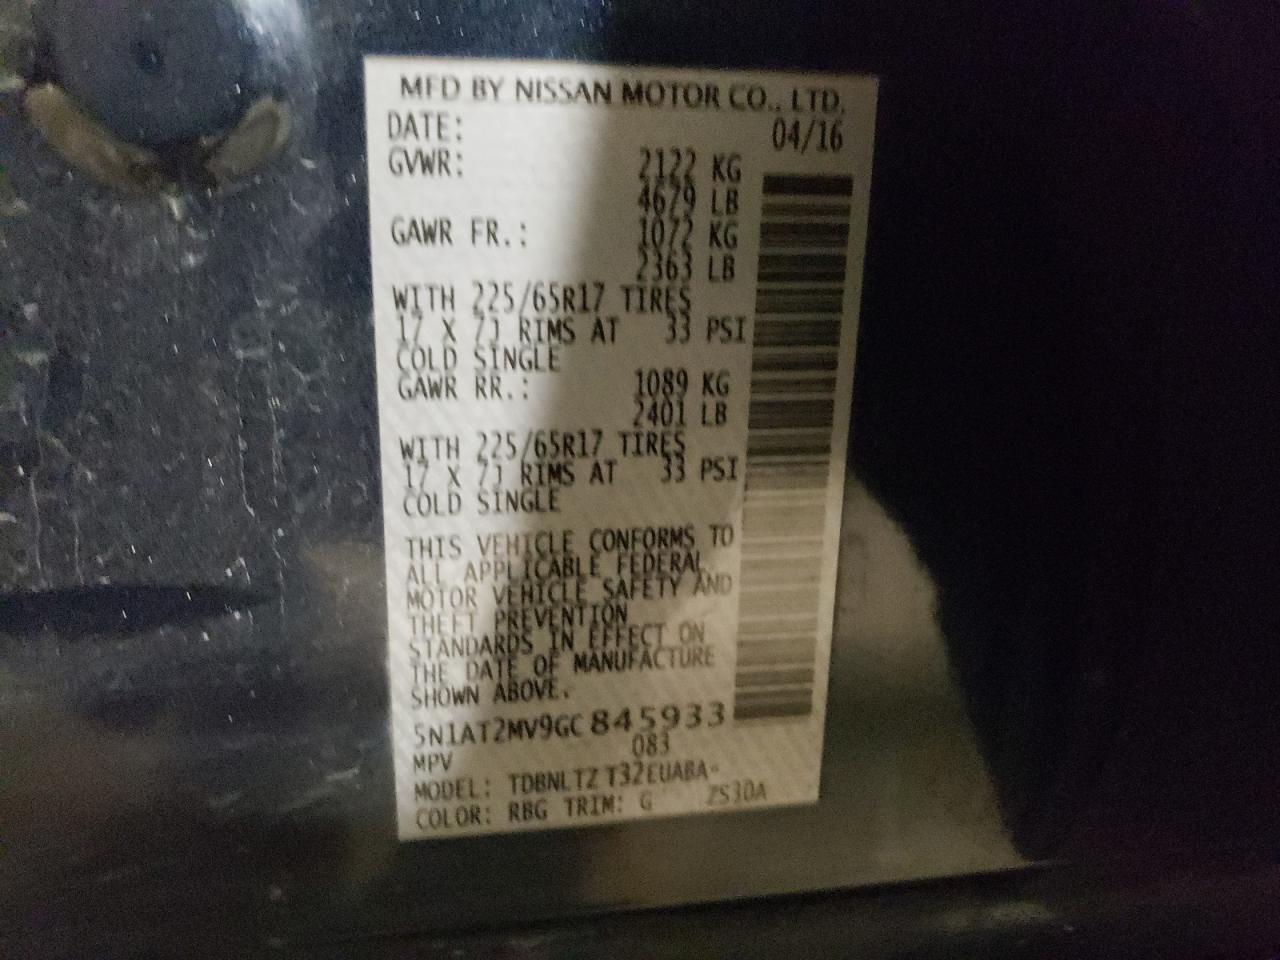 MFD BY NISSAN MOTOR CO., LTD.
DATE: 04/16
GVWR: 2122 KG
4679 LB
GAWR FR.: 1072 KG
2363 LB
WITH 225/65R17 TIRES
17 X 7J RIMS AT 33 PSI
COLD SINGLE
GAWR RR.: 1089 KG
2401 LB
WITH 225/65R17 TIRES
17 X 7J RIMS AT 33 PSI
COLD SINGLE
THIS VEHICLE CONFORMS TO
ALL APPLICABLE FEDERAL
MOTOR VEHICLE SAFETY AND
THEFT PREVENTION
STANDARDS IN EFFECT ON
THE DATE OF MANUFACTURE
SHOWN ABOVE.
5N1AT2MV9GC845933
MPV 083
MODEL: TDBNLTZ T32EUABA-
COLOR: RBG TRIM: G ZS30A